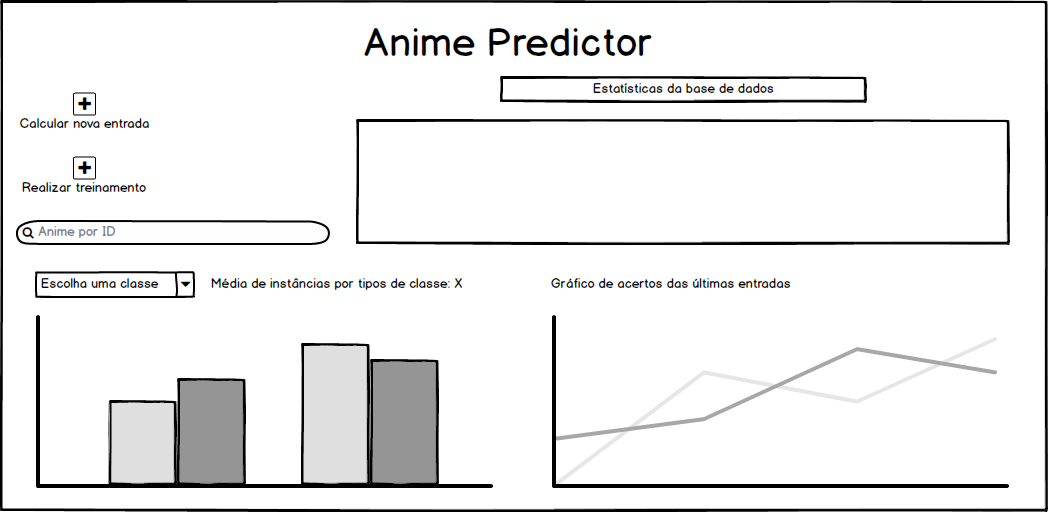 Anime Predictor
Estatísticas da base de dados
Calcular nova entrada
Realizar treinamento
Anime por ID
Escolha uma classe
Média de instâncias por tipos de classe: X
Gráfico de acertos das últimas entradas